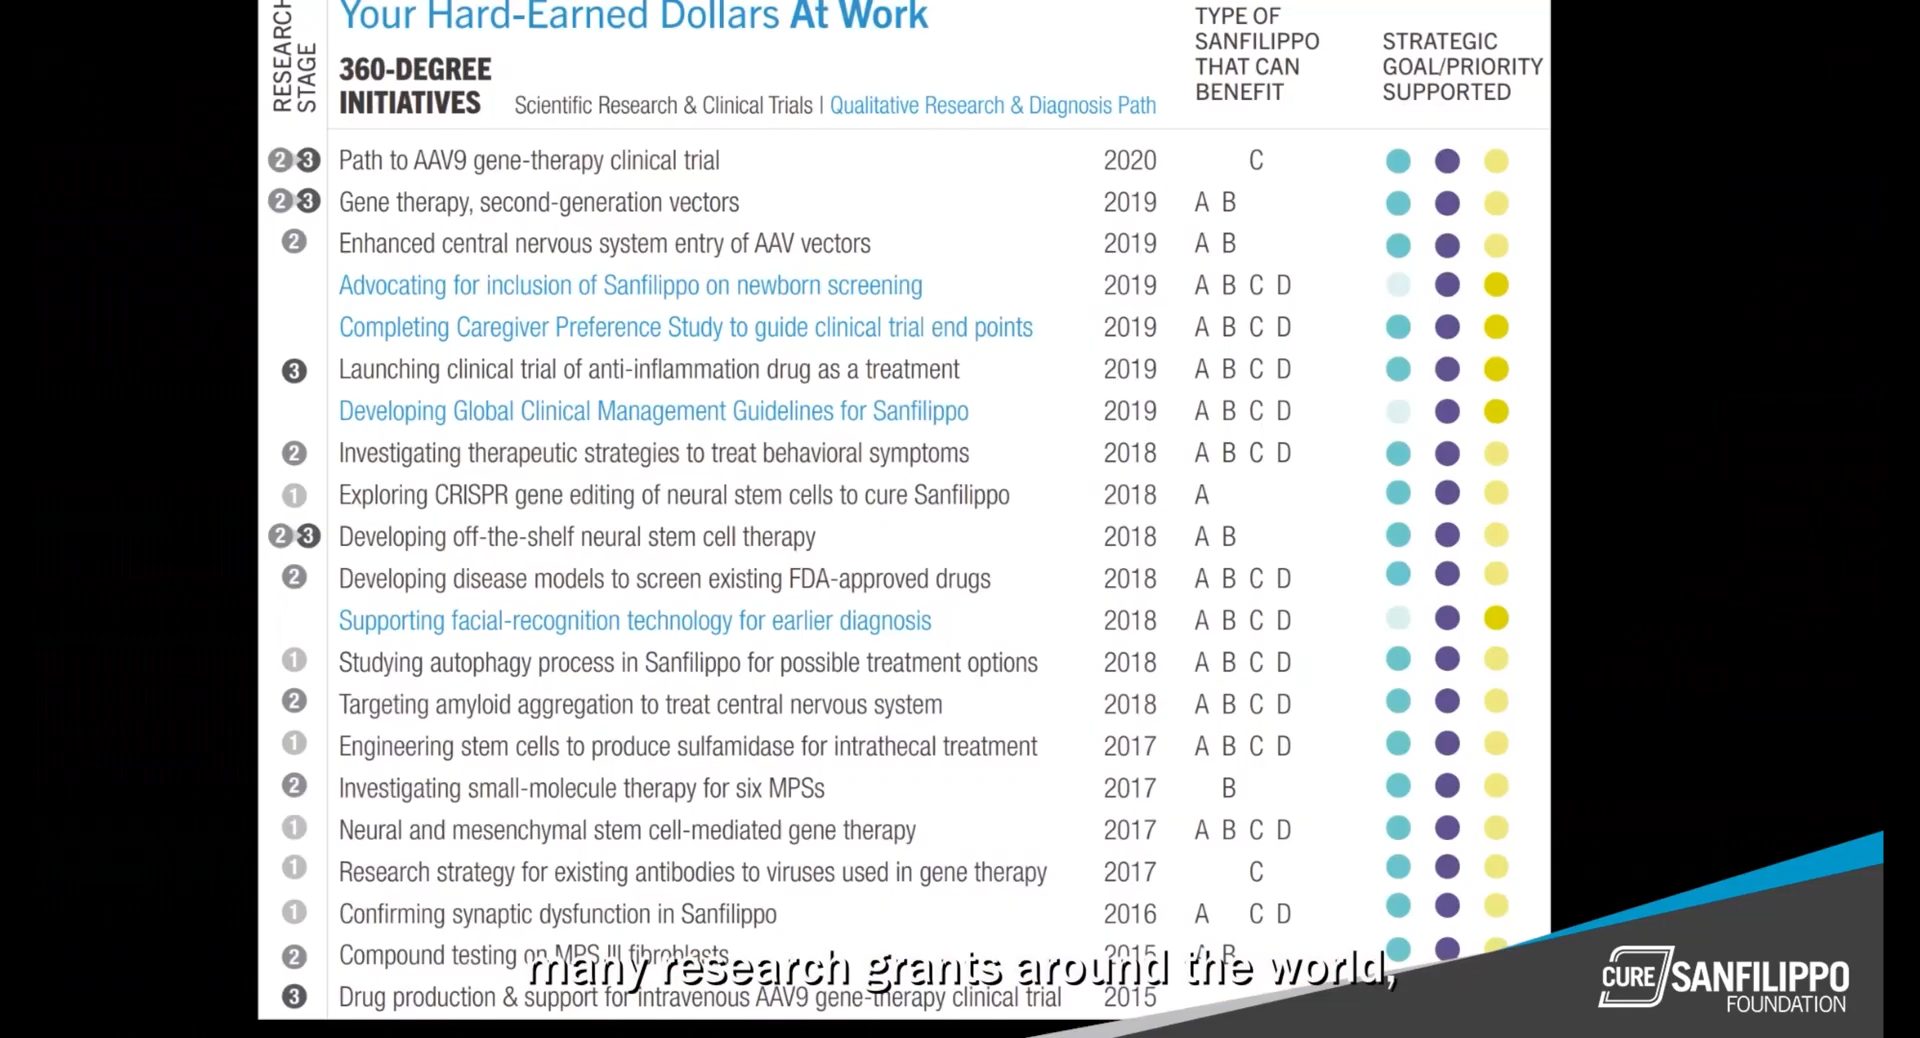 RESEARCH
STAGE
Your Hard-Earned Dollars At Work
360-DEGREE
INITIATIVES
Scientific Research & Clinical Trials | Qualitative Research & Diagnosis Path
TYPE OF
SANFILIPPO
THAT CAN
BENEFIT
STRATEGIC
GOAL/PRIORITY
SUPPORTED
2 3 Path to AAV9 gene-therapy clinical trial 2020 C
2 3 Gene therapy, second-generation vectors 2019 A B
2 Enhanced central nervous system entry of AAV vectors 2019 A B
Advocating for inclusion of Sanfilippo on newborn screening 2019 A B C D
Completing Caregiver Preference Study to guide clinical trial end points 2019 A B C D
3 Launching clinical trial of anti-inflammation drug as a treatment 2019 A B C D
Developing Global Clinical Management Guidelines for Sanfilippo 2019 A B C D
2 Investigating therapeutic strategies to treat behavioral symptoms 2018 A B C D
1 Exploring CRISPR gene editing of neural stem cells to cure Sanfilippo 2018 A
2 3 Developing off-the-shelf neural stem cell therapy 2018 A B
2 Developing disease models to screen existing FDA-approved drugs 2018 A B C D
Supporting facial-recognition technology for earlier diagnosis 2018 A B C D
1 Studying autophagy process in Sanfilippo for possible treatment options 2018 A B C D
2 Targeting amyloid aggregation to treat central nervous system 2018 A B C D
1 Engineering stem cells to produce sulfamidase for intrathecal treatment 2017 A B C D
2 Investigating small-molecule therapy for six MPSs 2017 B
1 Neural and mesenchymal stem cell-mediated gene therapy 2017 A B C D
1 Research strategy for existing antibodies to viruses used in gene therapy 2017 C
1 Confirming synaptic dysfunction in Sanfilippo 2016 A C D
2 Compound testing on MPS III fibroblasts 2015 A B
many research grants around the world,
3 Drug production & support for intravenous AAV9 gene-therapy clinical trial 2015
CURE SANFILIPPO
FOUNDATION